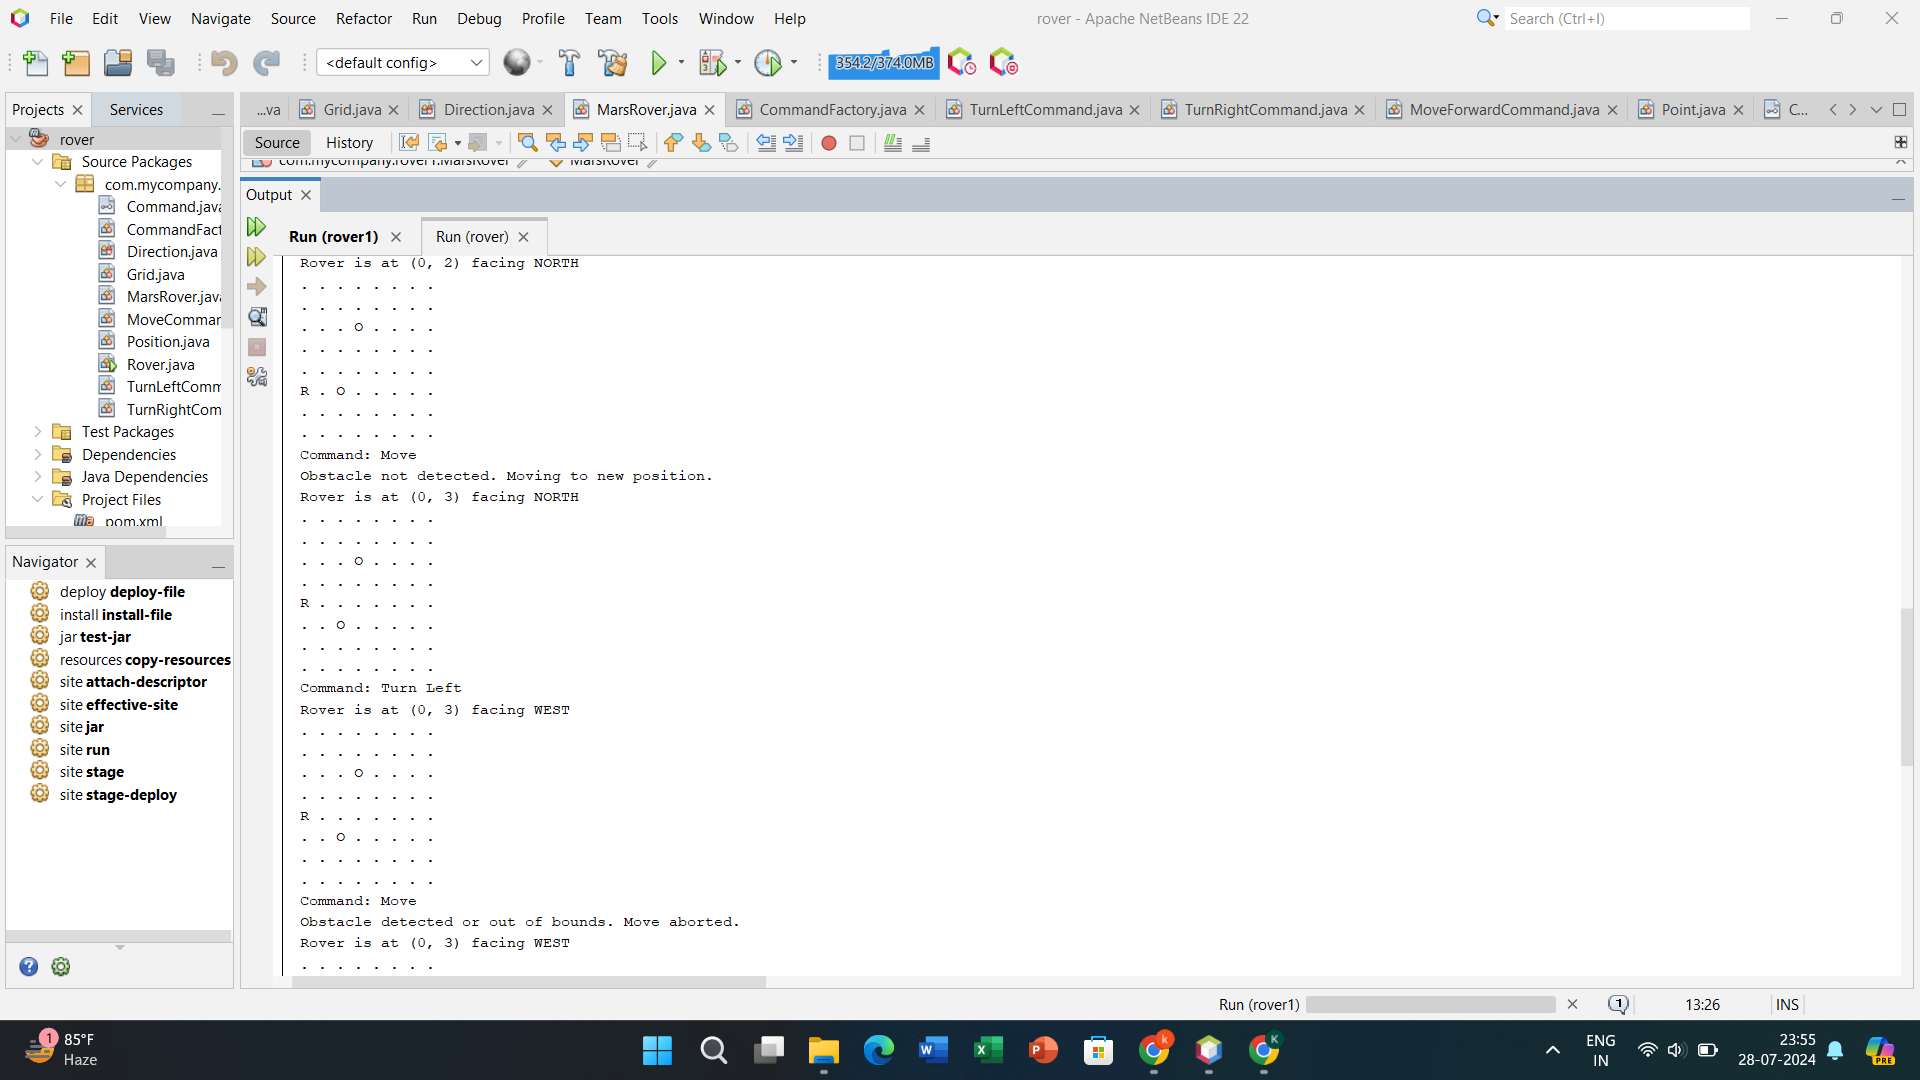 File Edit View Navigate Source Refactor Run Debug Profile Team Tools Window Help
rover - Apache NetBeans IDE 22
Search (Ctrl+I)
<default config>
354.2/374.0MB
Projects
Services
rover
Source Packages
com.mycompany.
Command.java
CommandFact
Direction.java
Grid.java
MarsRover.java
MoveCommar
Position.java
Rover.java
TurnLeftComm
TurnRightCom
Test Packages
Dependencies
Java Dependencies
Project Files
pom.xml
Navigator
deploy deploy-file
install install-file
jar test-jar
resources copy-resources
site attach-descriptor
site effective-site
site jar
site run
site stage
site stage-deploy
...va Grid.java Direction.java MarsRover.java CommandFactory.java TurnLeftCommand.java TurnRightCommand.java MoveForwardCommand.java Point.java C...
Source History
com.mycompany.rover1.MarsRover MarsRover
Output
Run (rover1) Run (rover)
Rover is at (0, 2) facing NORTH
. . . . . . . .
. . . . . . . .
. . . O . . . .
. . . . . . . .
. . . . . . . .
R . O . . . . .
. . . . . . . .
. . . . . . . .
Command: Move
Obstacle not detected. Moving to new position.
Rover is at (0, 3) facing NORTH
. . . . . . . .
. . . . . . . .
. . . O . . . .
. . . . . . . .
R . . . . . . .
. . O . . . . .
. . . . . . . .
. . . . . . . .
Command: Turn Left
Rover is at (0, 3) facing WEST
. . . . . . . .
. . . . . . . .
. . . O . . . .
. . . . . . . .
R . . . . . . .
. . O . . . . .
. . . . . . . .
. . . . . . . .
Command: Move
Obstacle detected or out of bounds. Move aborted.
Rover is at (0, 3) facing WEST
. . . . . . . .
Run (rover1)
1
13:26
INS
1
85°F
Haze
ENG
IN
23:55
28-07-2024
PRE